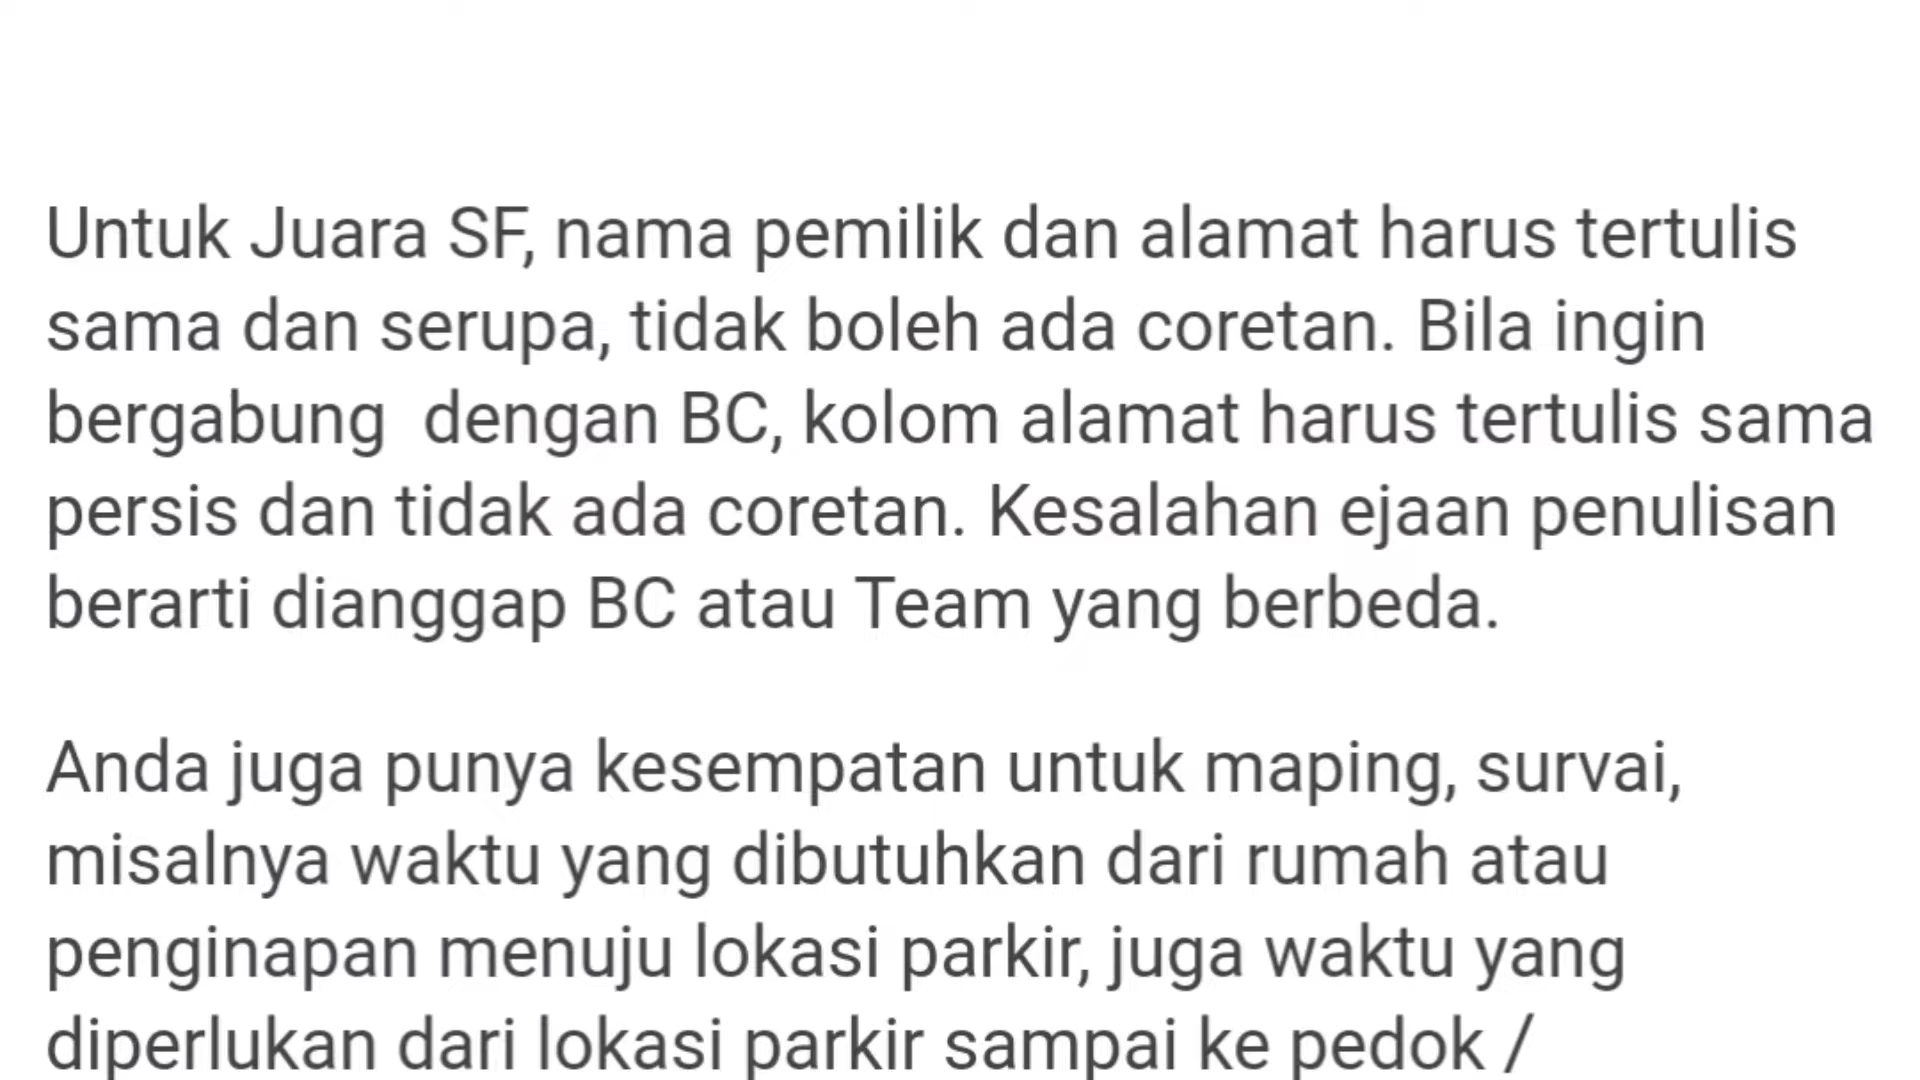 Untuk Juara SF, nama pemilik dan alamat harus tertulis
sama dan serupa, tidak boleh ada coretan. Bila ingin
bergabung  dengan BC, kolom alamat harus tertulis sama
persis dan tidak ada coretan. Kesalahan ejaan penulisan
berarti dianggap BC atau Team yang berbeda.
Anda juga punya kesempatan untuk maping, survai,
misalnya waktu yang dibutuhkan dari rumah atau
penginapan menuju lokasi parkir, juga waktu yang
diperlukan dari lokasi parkir sampai ke pedok /